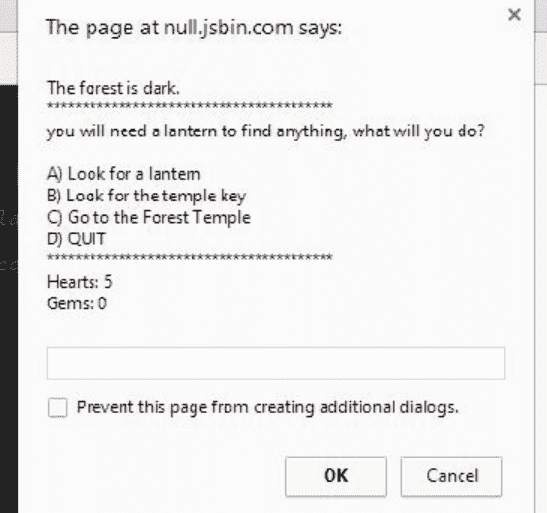 The page at null.jsbin.com says:
The forest is dark.
****************************************
you will need a lantern to find anything, what will you do?
A) Look for a lantern
B) Look for the temple key
C) Go to the Forest Temple
D) QUIT
****************************************
Hearts: 5
Gems: 0
Prevent this page from creating additional dialogs.
OK
Cancel